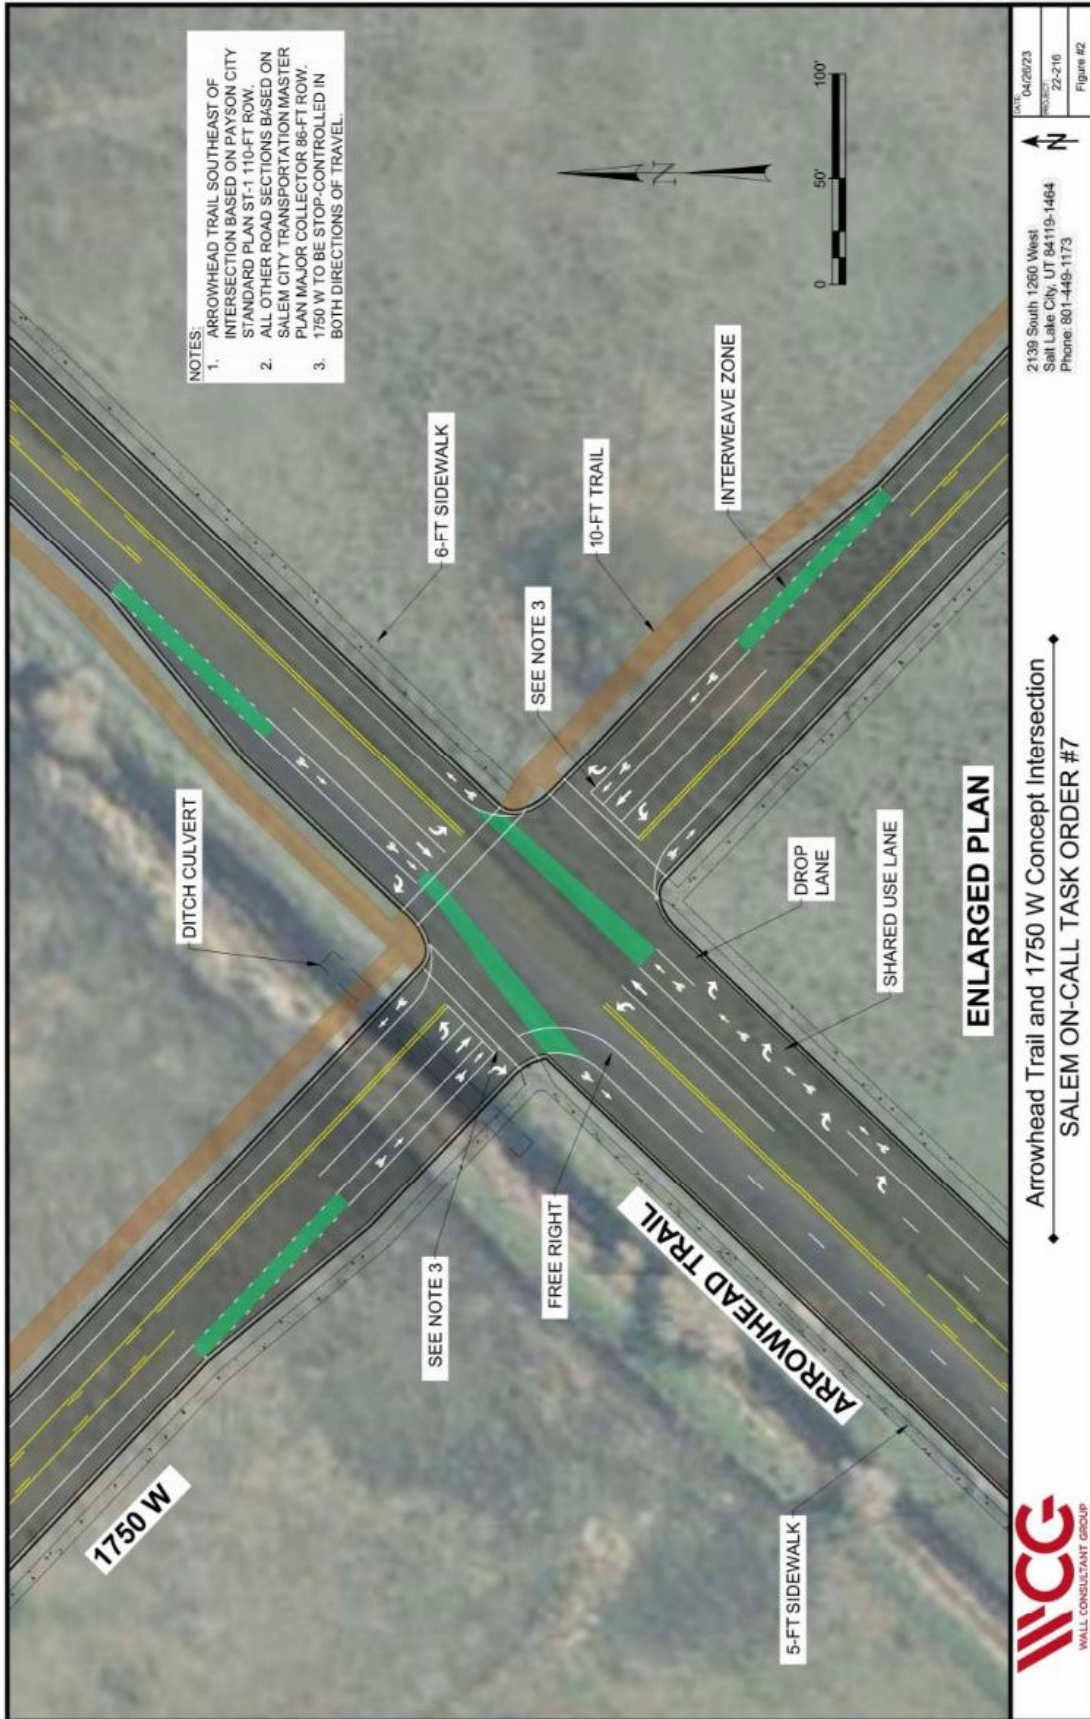 NOTES:
1. ARROWHEAD TRAIL SOUTHEAST OF
INTERSECTION BASED ON PAYSON CITY
STANDARD PLAN ST-1 110-FT ROW.
2. ALL OTHER ROAD SECTIONS BASED ON
SALEM CITY TRANSPORTATION MASTER
PLAN MAJOR COLLECTOR 86-FT ROW.
3. 1750 W TO BE STOP-CONTROLLED IN
BOTH DIRECTIONS OF TRAVEL.
DITCH CULVERT
6-FT SIDEWALK
N
1750 W
SEE NOTE 3
10-FT TRAIL
0 50' 100'
SEE NOTE 3
FREE RIGHT
INTERWEAVE ZONE
ARROWHEAD TRAIL
DROP
LANE
SHARED USE LANE
5-FT SIDEWALK
ENLARGED PLAN
WCG
WALL CONSULTANT GROUP
Arrowhead Trail and 1750 W Concept Intersection
SALEM ON-CALL TASK ORDER #7
2139 South 1260 West
Salt Lake City, UT 84119-1464
Phone: 801-449-1173
N
DATE:
04/26/23
PROJECT:
22-216
Figure #2